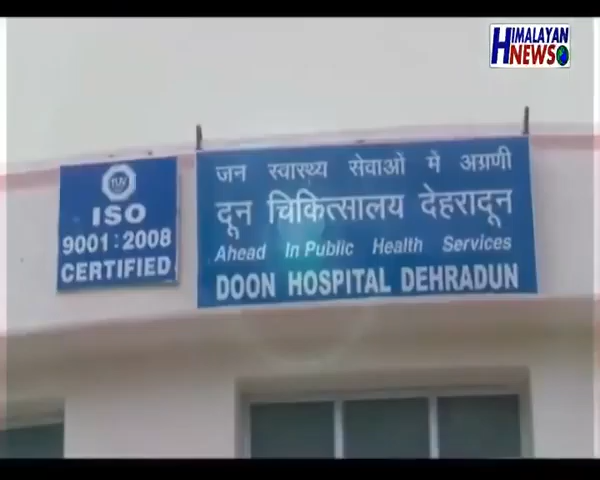 HIMALAYAN
NEWS
TUV
ISO
9001:2008
CERTIFIED
जन स्वास्थ्य सेवाओं में अग्रणी
दून चिकित्सालय देहरादून
Ahead In Public Health Services
DOON HOSPITAL DEHRADUN